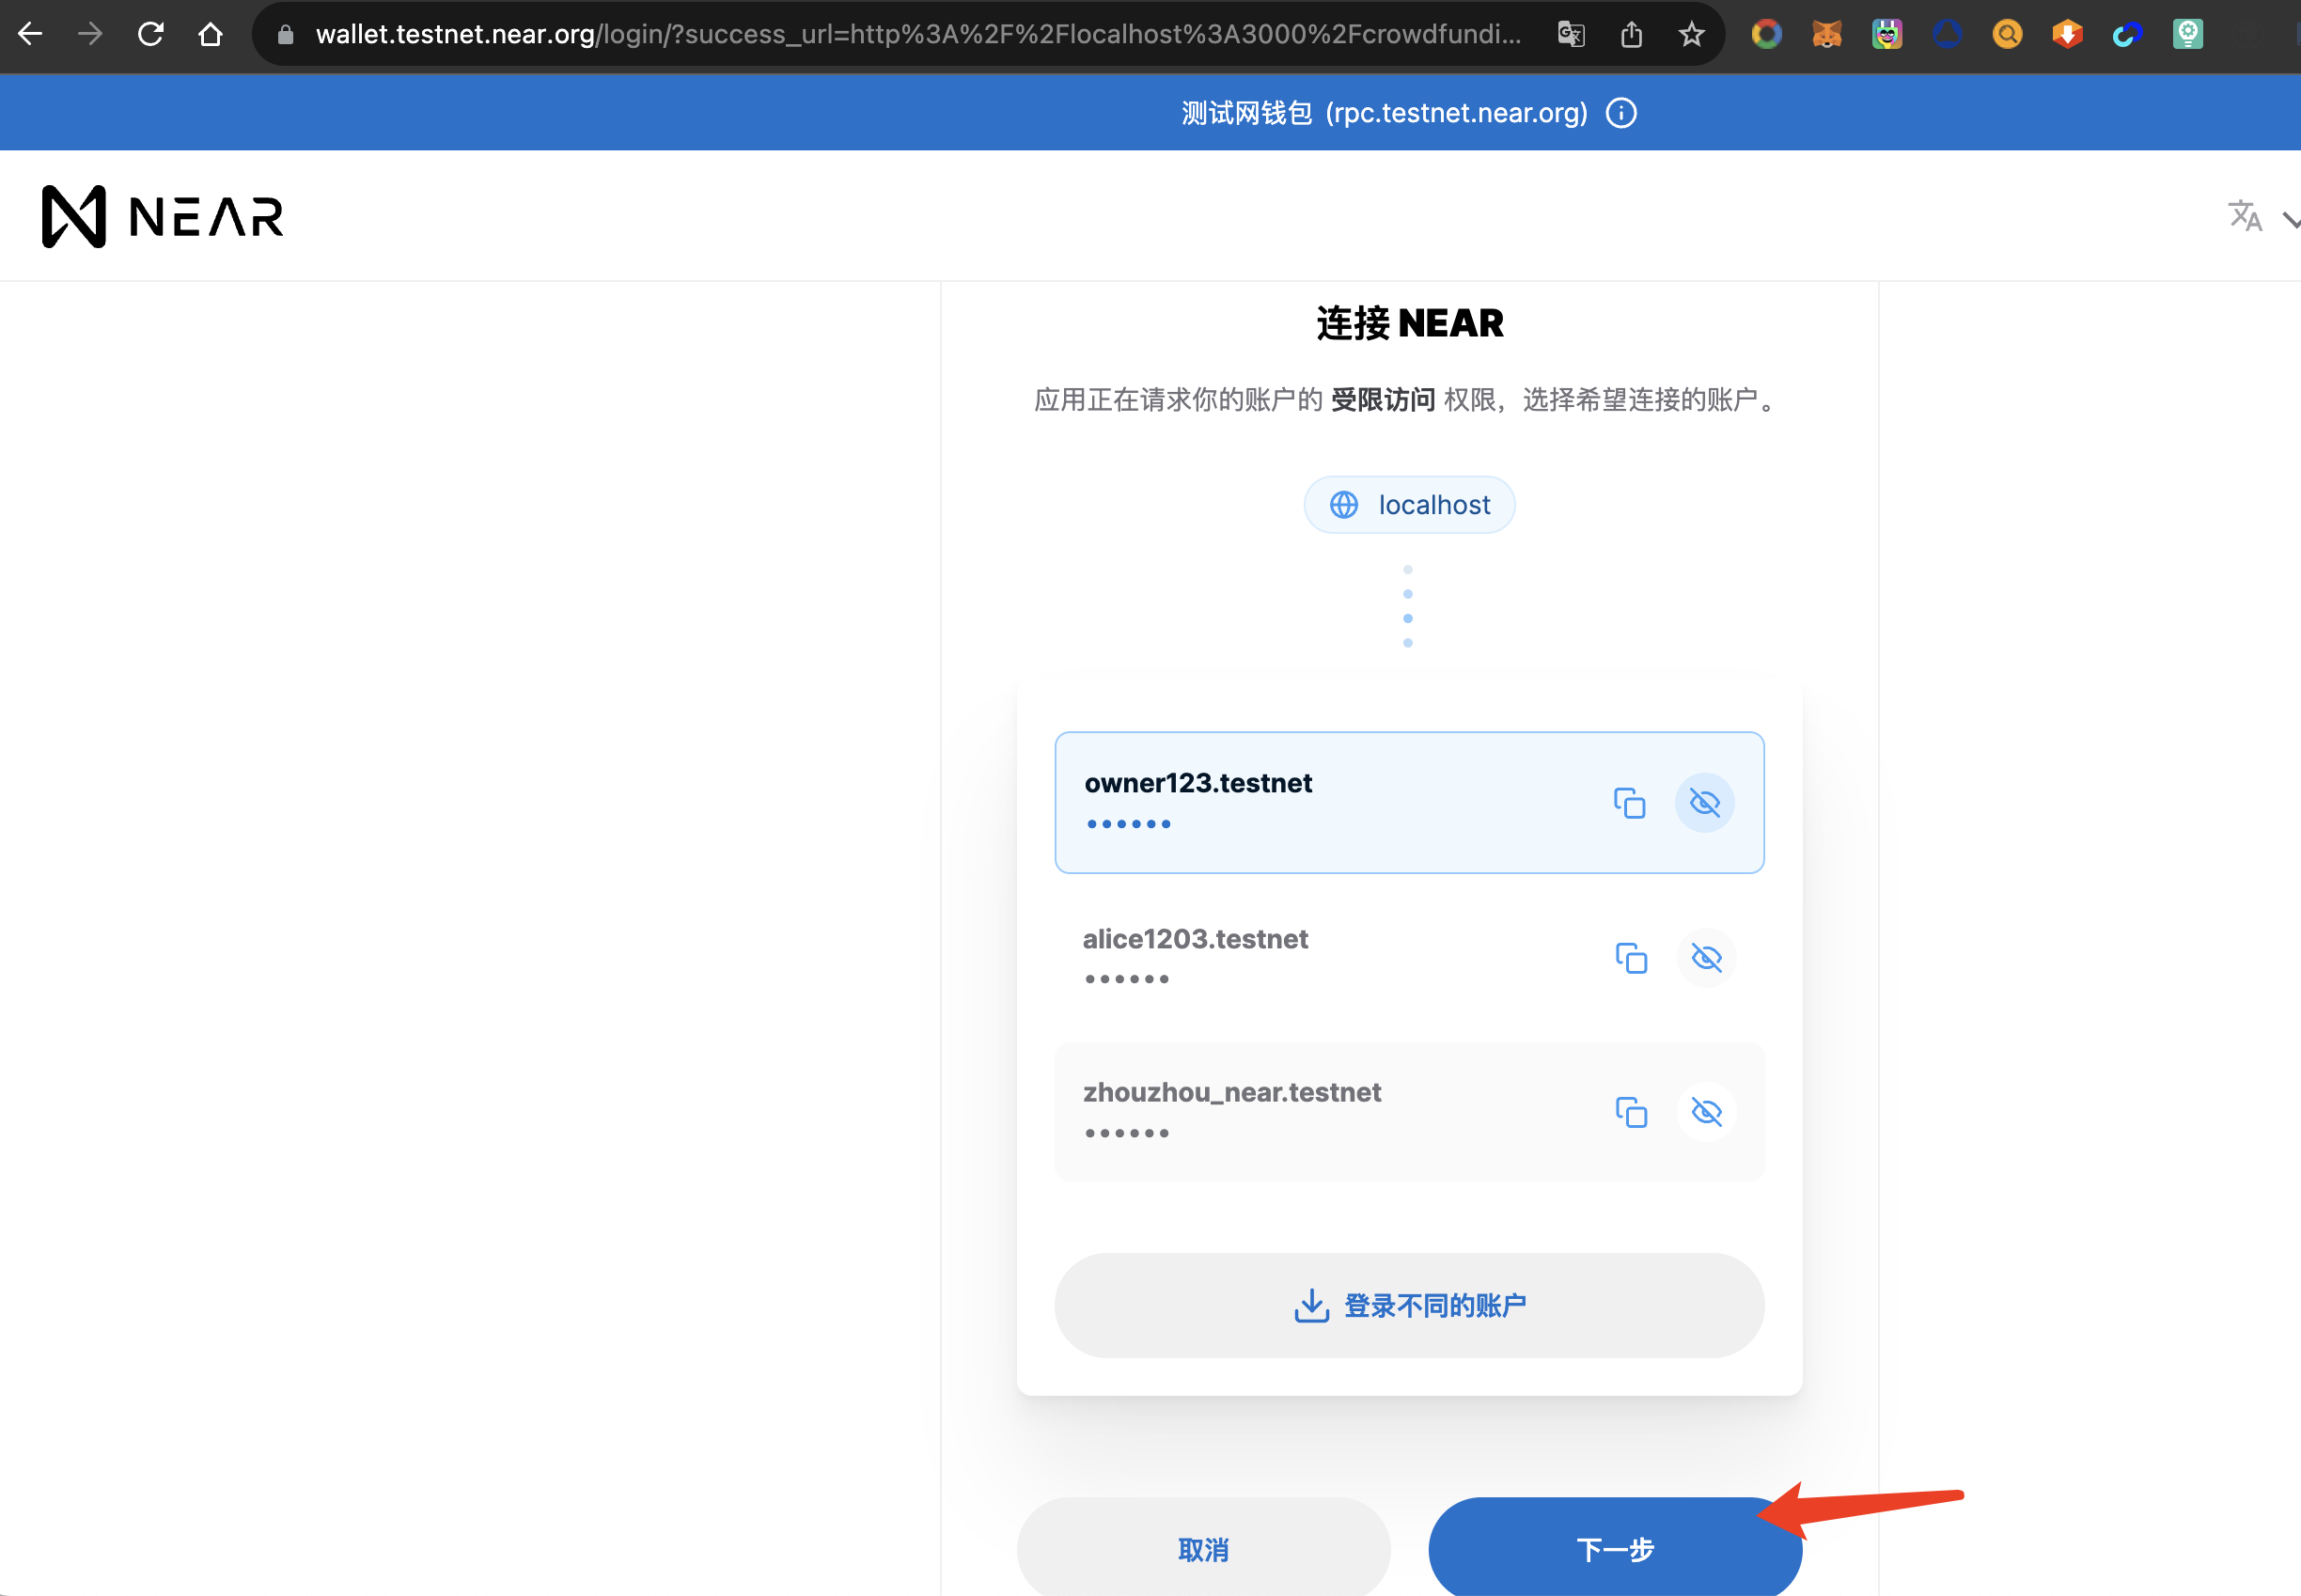 wallet.testnet.near.org/login/?success_url=http%3A%2F%2Flocalhost%3A3000%2Fcrowdfundi...
测试网钱包 (rpc.testnet.near.org)
NEAR
连接 NEAR
应用正在请求你的账户的 受限访问 权限，选择希望连接的账户。
localhost
owner123.testnet
••••••
alice1203.testnet
••••••
zhouzhou_near.testnet
••••••
登录不同的账户
取消
下一步